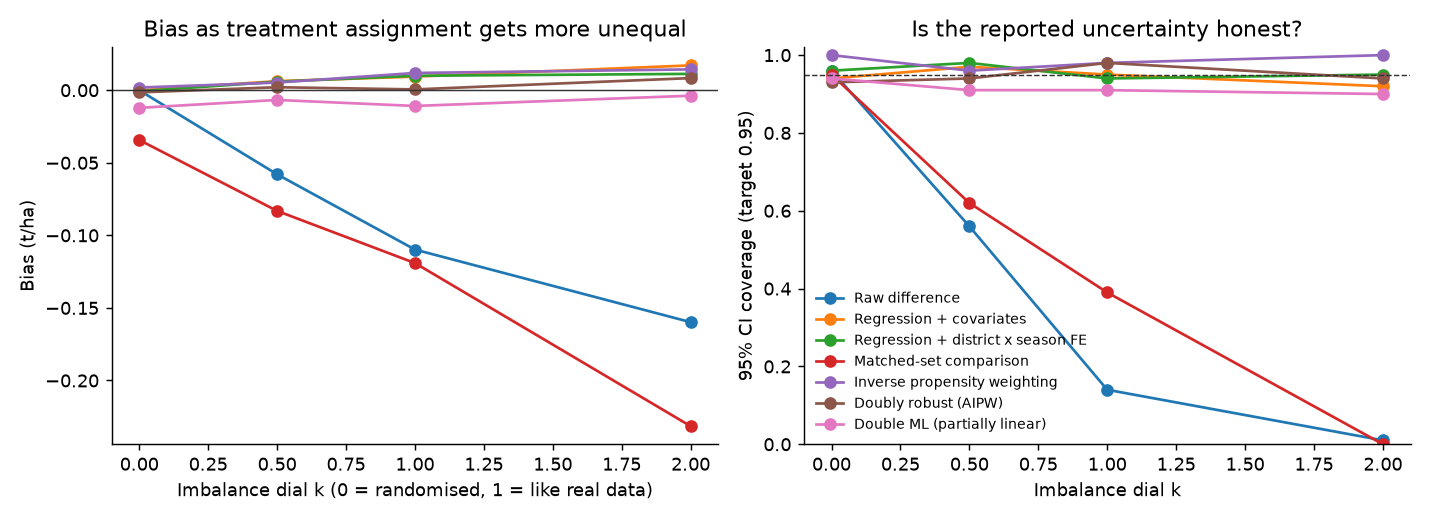 Bias as treatment assignment gets more unequal
Bias (t/ha)
0.00
−0.05
−0.10
−0.15
−0.20
0.00 0.25 0.50 0.75 1.00 1.25 1.50 1.75 2.00
Imbalance dial k (0 = randomised, 1 = like real data)
Is the reported uncertainty honest?
95% CI coverage (target 0.95)
1.0
0.8
0.6
0.4
0.2
0.0
Raw difference
Regression + covariates
Regression + district x season FE
Matched-set comparison
Inverse propensity weighting
Doubly robust (AIPW)
Double ML (partially linear)
0.00 0.25 0.50 0.75 1.00 1.25 1.50 1.75 2.00
Imbalance dial k